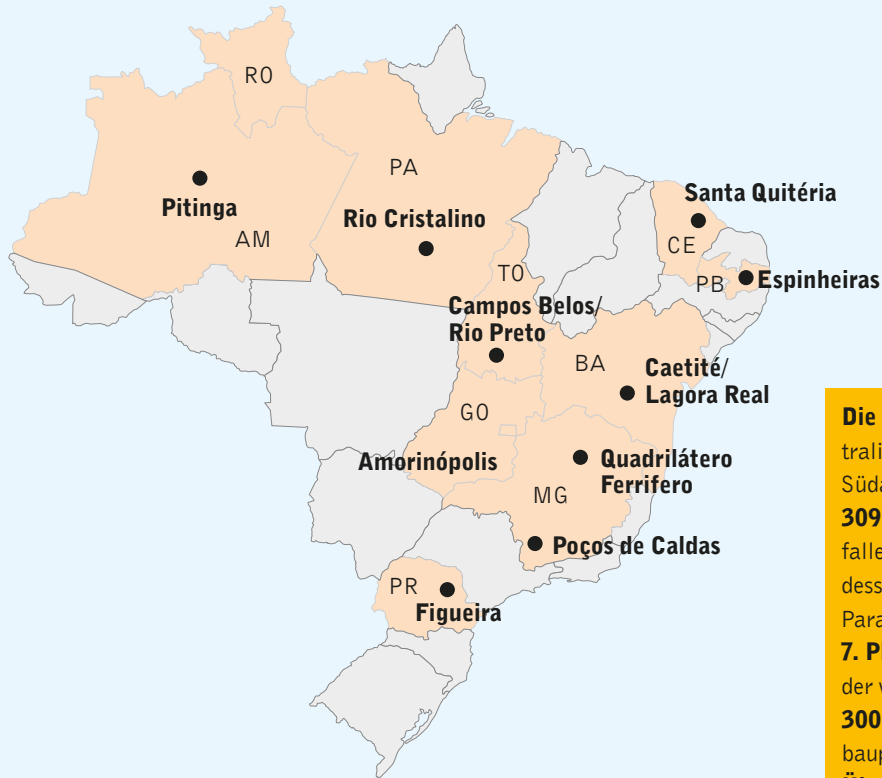 RO
PA
Pitinga
AM
Rio Cristalino
Santa Quitéria
CE
TO
PB
Espinheiras
Campos Belos/
Rio Preto
BA
Caetité/
Lagora Real
GO
Amorinópolis
Quadrilátero
Ferrifero
MG
Poços de Caldas
PR
Figueira
Die
trali
Süda
309
falle
dess
Para
7. P
der v
300
baup